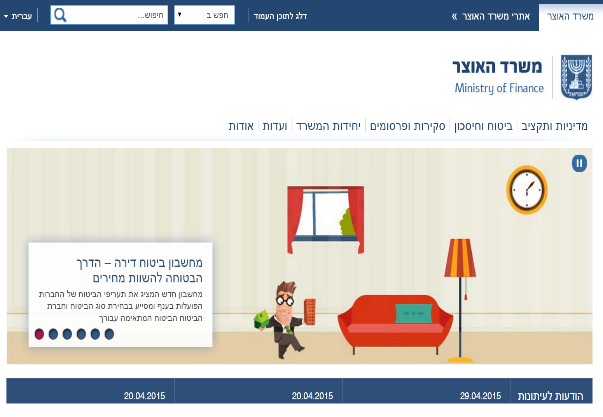 משרד האוצר
אתרי משרד האוצר »
דלג לתוכן העמוד
חפש ב
חיפוש...
עברית
משרד האוצר
Ministry of Finance
מדיניות ותקציב
ביטוח וחיסכון
סקירות ופרסומים
יחידות המשרד
ועדות
אודות
מחשבון ביטוח דירה – הדרך
הבטוחה להשוות מחירים
מחשבון חדש המציג את תעריפי הביטוח של החברות
הפועלות בענף ומסייע בבחירת סוג הביטוח וחברת
הביטוח הביטוח המתאימה עבורך
הודעות לעיתונות
29.04.2015
20.04.2015
20.04.2015